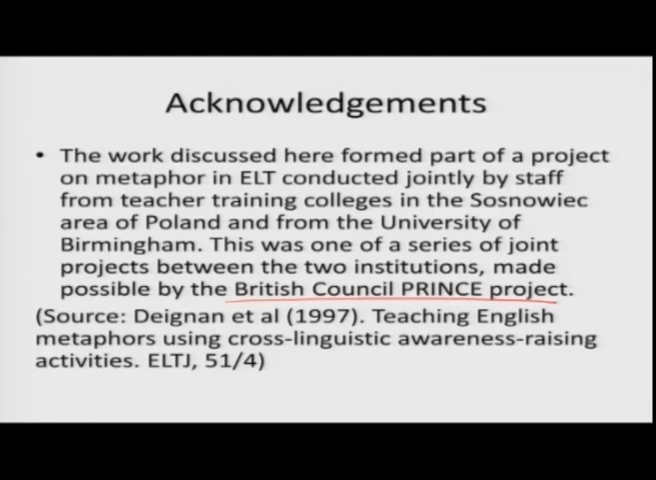 Acknowledgements
• The work discussed here formed part of a project
on metaphor in ELT conducted jointly by staff
from teacher training colleges in the Sosnowiec
area of Poland and from the University of
Birmingham. This was one of a series of joint
projects between the two institutions, made
possible by the British Council PRINCE project.
(Source: Deignan et al (1997). Teaching English
metaphors using cross-linguistic awareness-raising
activities. ELTJ, 51/4)